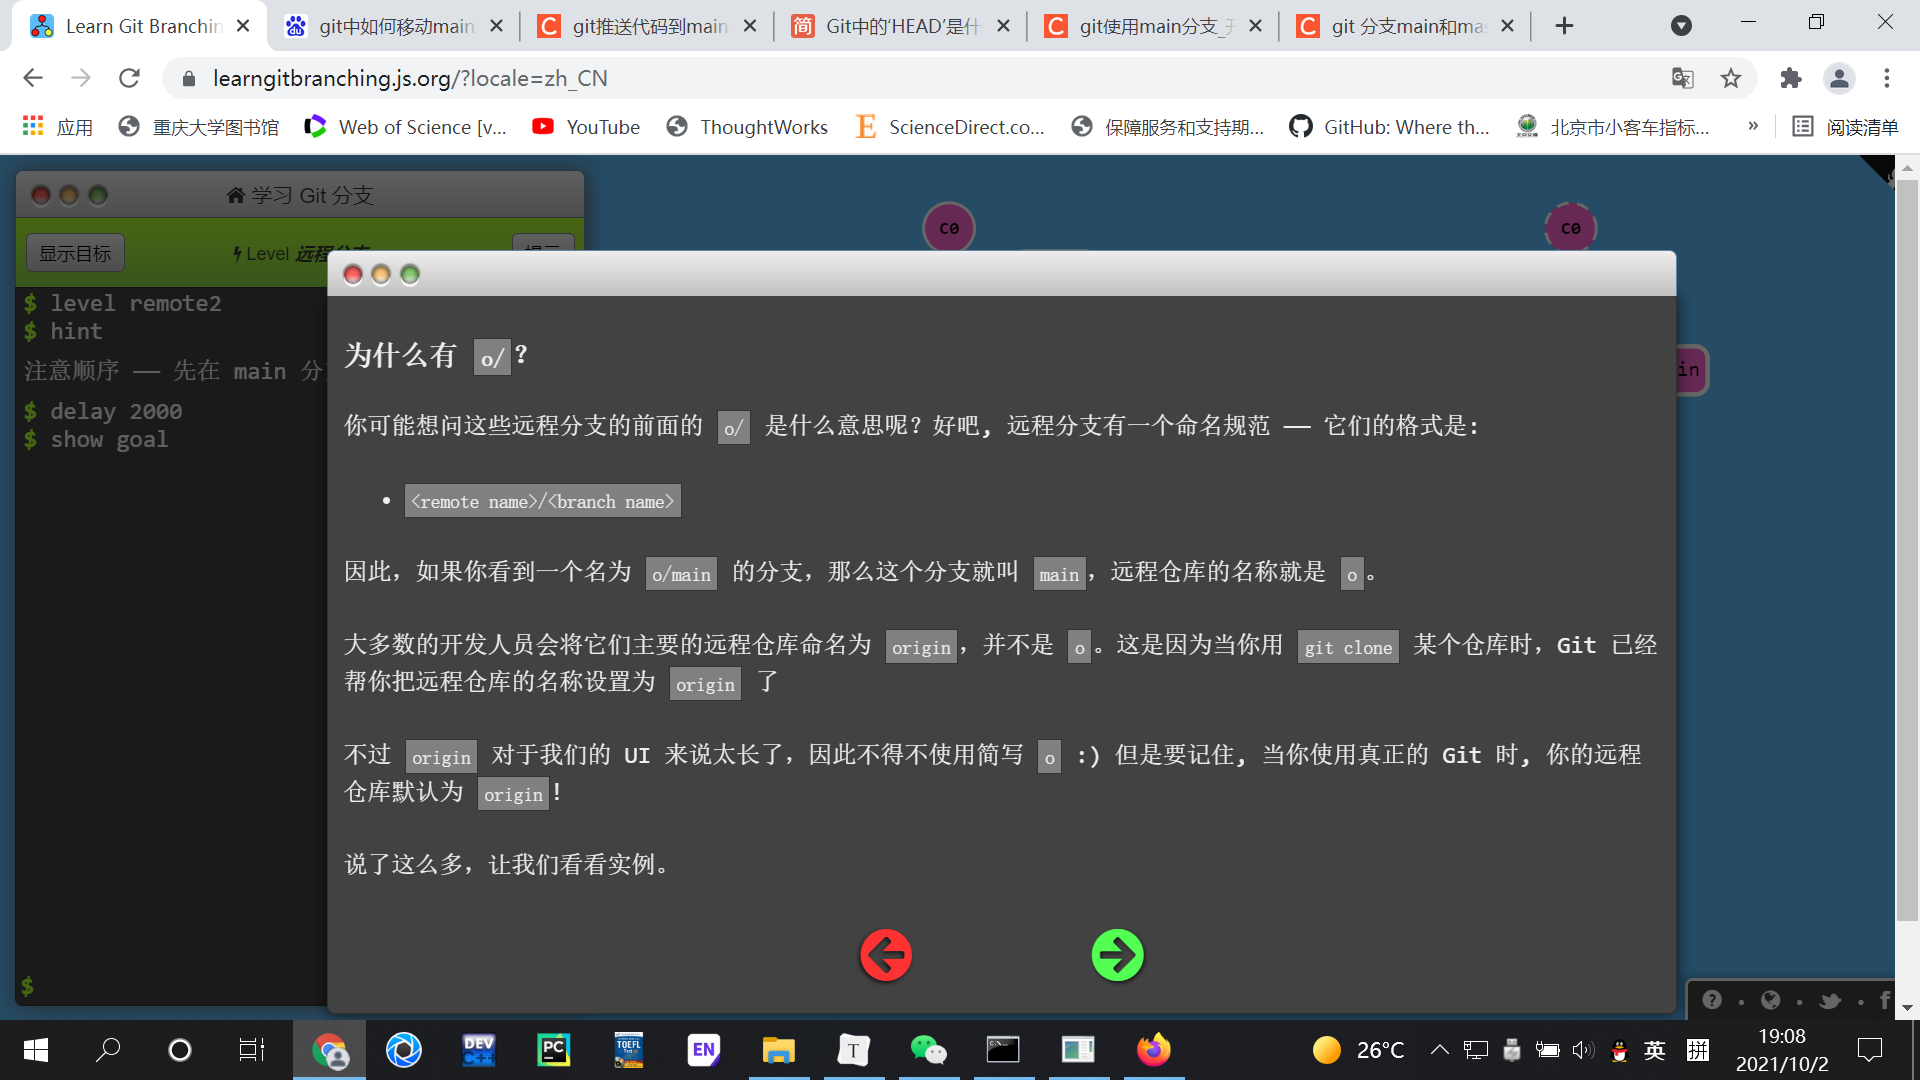 Learn Git Branchin
git中如何移动main
git推送代码到main
Git中的‘HEAD’是什
git使用main分支_开
git 分支main和mas
learngitbranching.js.org/?locale=zh_CN
应用
重庆大学图书馆
Web of Science [v...
YouTube
ThoughtWorks
ScienceDirect.co...
保障服务和支持期...
GitHub: Where th...
北京市小客车指标...
»
阅读清单
学习 Git 分支
显示目标
Level 远程分支
提示
$ level remote2
$ hint
注意顺序 —— 先在 main 分
$ delay 2000
$ show goal
$
C0
C0
in
为什么有 o/？
你可能想问这些远程分支的前面的 o/ 是什么意思呢？好吧, 远程分支有一个命名规范 —— 它们的格式是:
• <remote name>/<branch name>
因此，如果你看到一个名为 o/main 的分支，那么这个分支就叫 main，远程仓库的名称就是 o。
大多数的开发人员会将它们主要的远程仓库命名为 origin，并不是 o。这是因为当你用 git clone 某个仓库时，Git 已经
帮你把远程仓库的名称设置为 origin 了
不过 origin 对于我们的 UI 来说太长了，因此不得不使用简写 o :) 但是要记住, 当你使用真正的 Git 时, 你的远程
仓库默认为 origin!
说了这么多，让我们看看实例。
DEV C++
PC
TOEFL
EN
T
26°C
英
拼
19:08
2021/10/2